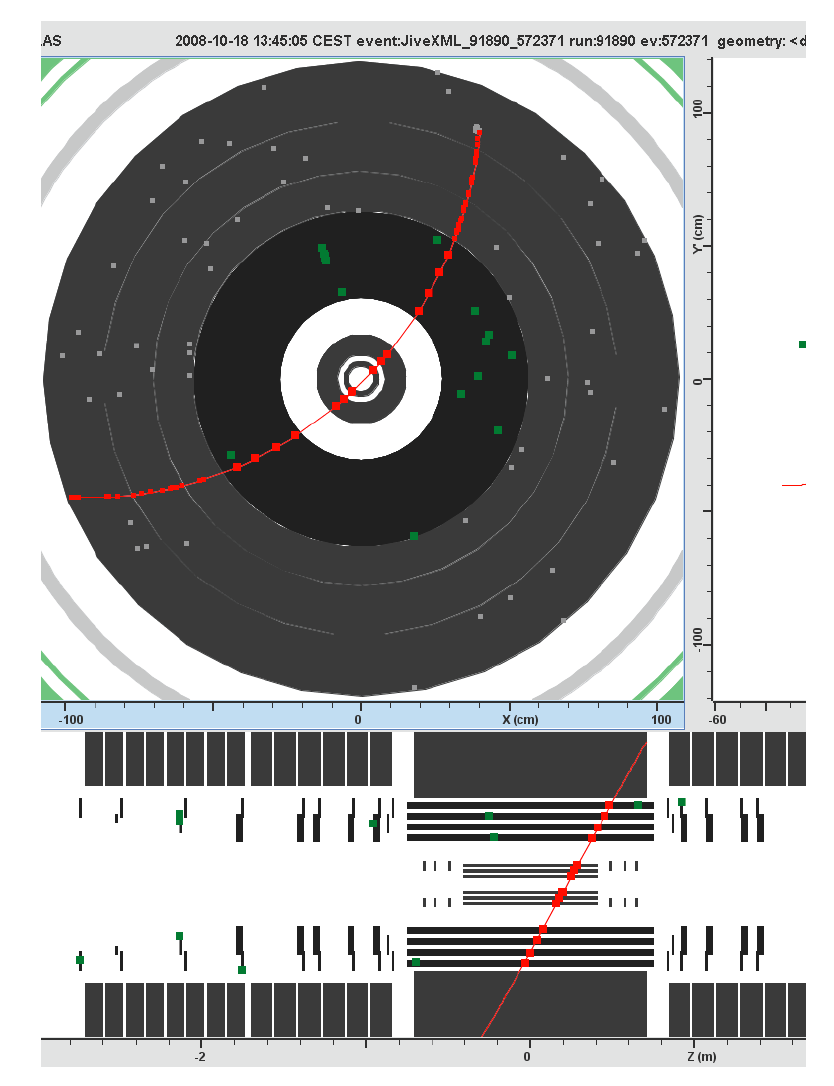 .AS 2008-10-18 13:45:05 CEST event:JiveXML_91890_572371 run:91890 ev:572371 geometry: <d
100
Y (cm)
0
-100
-100 0 X (cm) 100 -60
-2 0 Z (m)